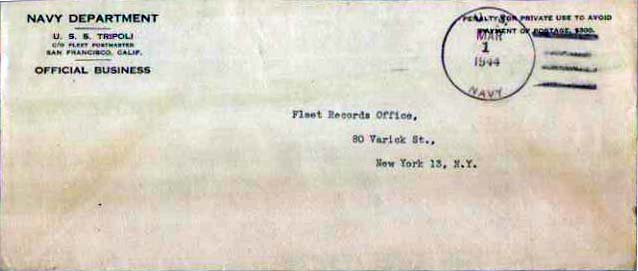 NAVY DEPARTMENT
U. S. S. TRIPOLI
C/O FLEET POSTMASTER
SAN FRANCISCO, CALIF.
OFFICIAL BUSINESS
PENALTY FOR PRIVATE USE TO AVOID
PAYMENT OF POSTAGE, $300.
U.S.
MAR
1
1944
NAVY
Fleet Records Office,
80 Varick St.,
New York 13, N.Y.